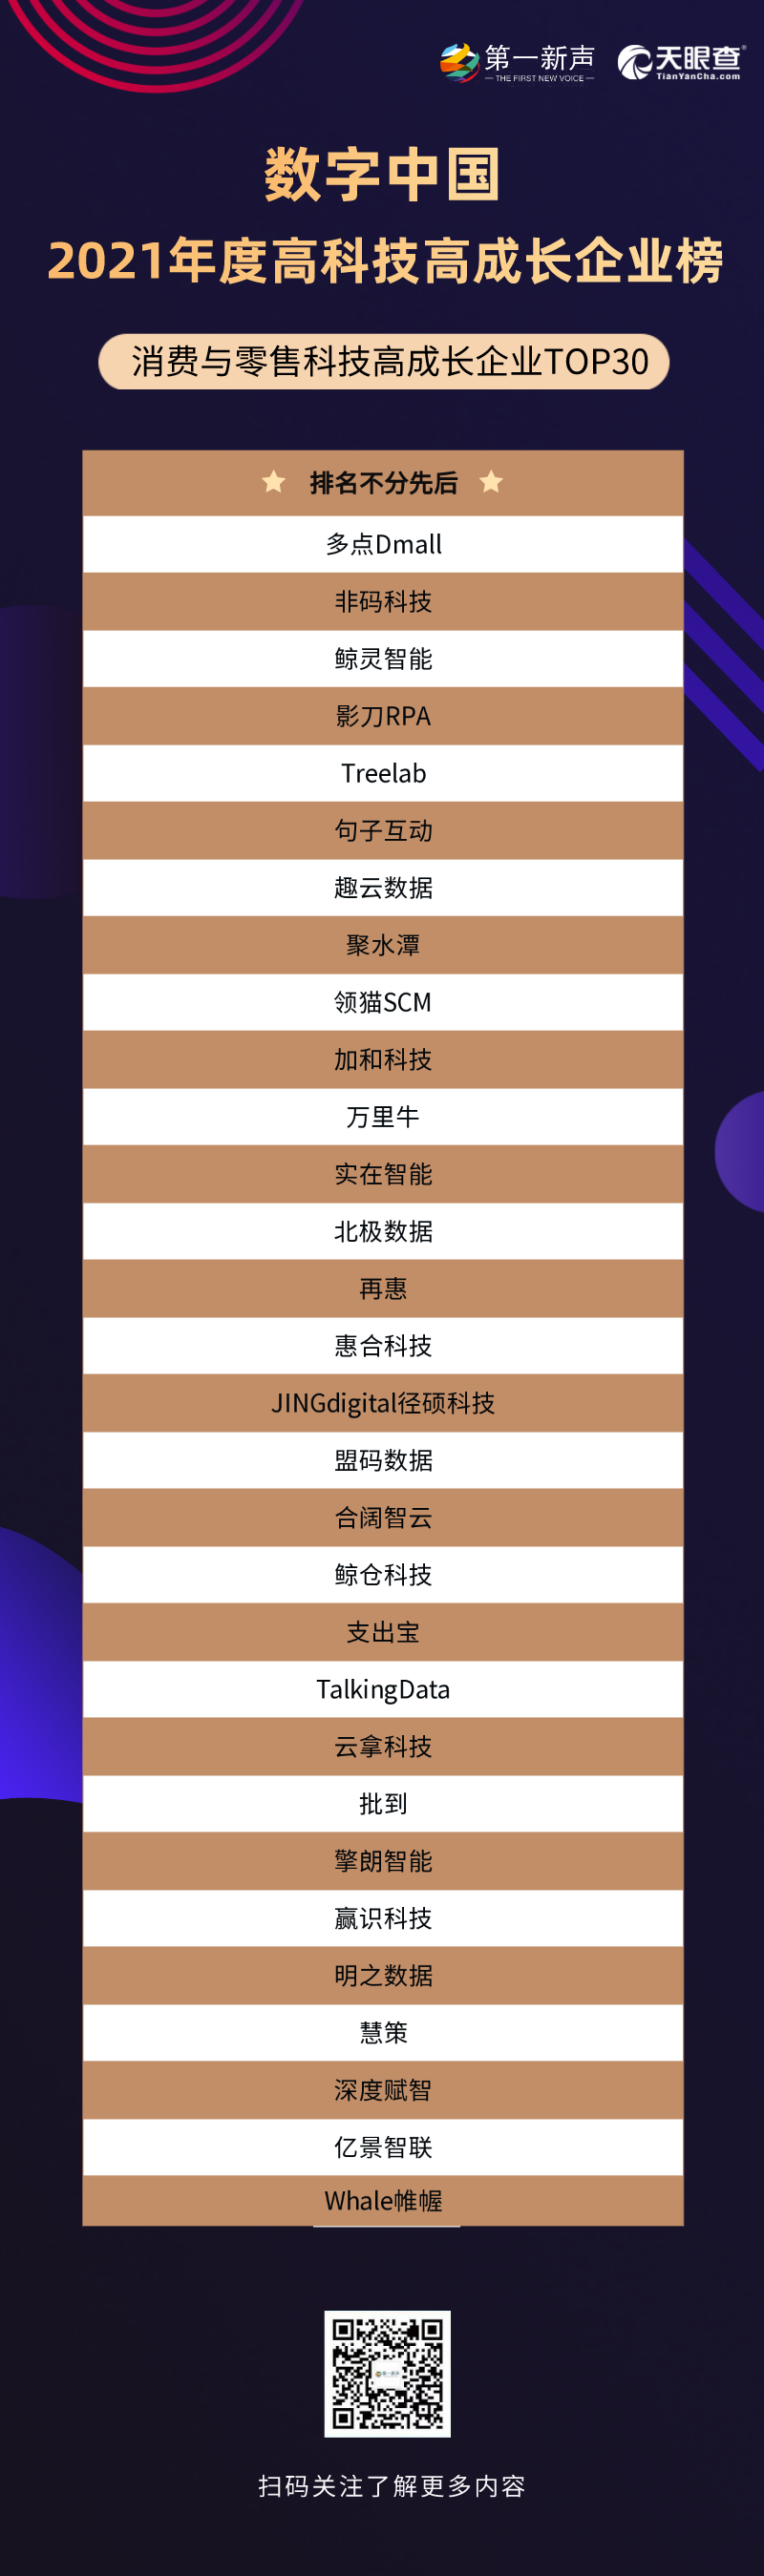 第一新声
THE FIRST NEW VOICE
天眼查®
TianYanCha.com
数字中国
2021年度高科技高成长企业榜
消费与零售科技高成长企业TOP30
排名不分先后
多点Dmall
非码科技
鲸灵智能
影刀RPA
Treelab
句子互动
趣云数据
聚水潭
领猫SCM
加和科技
万里牛
实在智能
北极数据
再惠
惠合科技
JINGdigital径硕科技
盟码数据
合阔智云
鲸仓科技
支出宝
TalkingData
云拿科技
批到
擎朗智能
赢识科技
明之数据
慧策
深度赋智
亿景智联
Whale帷幄
第一新声
扫码关注了解更多内容